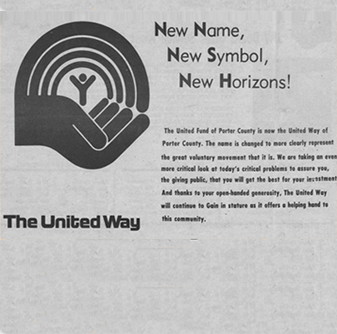 New Name,
New Symbol,
New Horizons!
The United Fund of Porter County is now the United Way of
Porter County. The name is changed to more clearly represent
the great voluntary movement that it is. We are taking an even
more critical look at today's critical problems to assure you,
the giving public, that you will get the best for your investment
And thanks to your open-handed generosity, The United Way
will continue to Gain in stature as it offers a helping hand to
this community.
The United Way